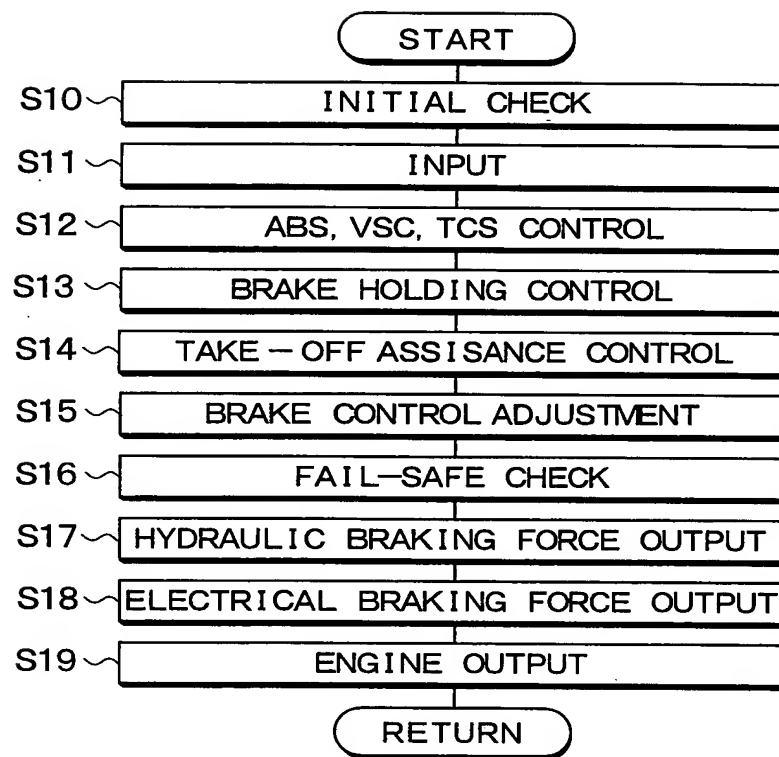 START
S10 INITIAL CHECK
S11 INPUT
S12 ABS, VSC, TCS CONTROL
S13 BRAKE HOLDING CONTROL
S14 TAKE-OFF ASSISANCE CONTROL
S15 BRAKE CONTROL ADJUSTMENT
S16 FAIL-SAFE CHECK
S17 HYDRAULIC BRAKING FORCE OUTPUT
S18 ELECTRICAL BRAKING FORCE OUTPUT
S19 ENGINE OUTPUT
RETURN